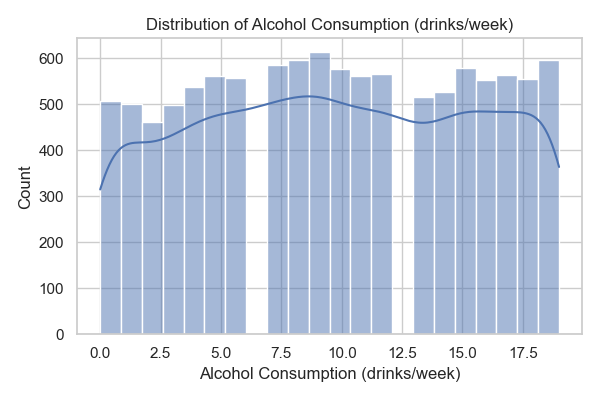 Distribution of Alcohol Consumption (drinks/week)
600
500
400
300
200
100
0
Count
0.0 2.5 5.0 7.5 10.0 12.5 15.0 17.5
Alcohol Consumption (drinks/week)